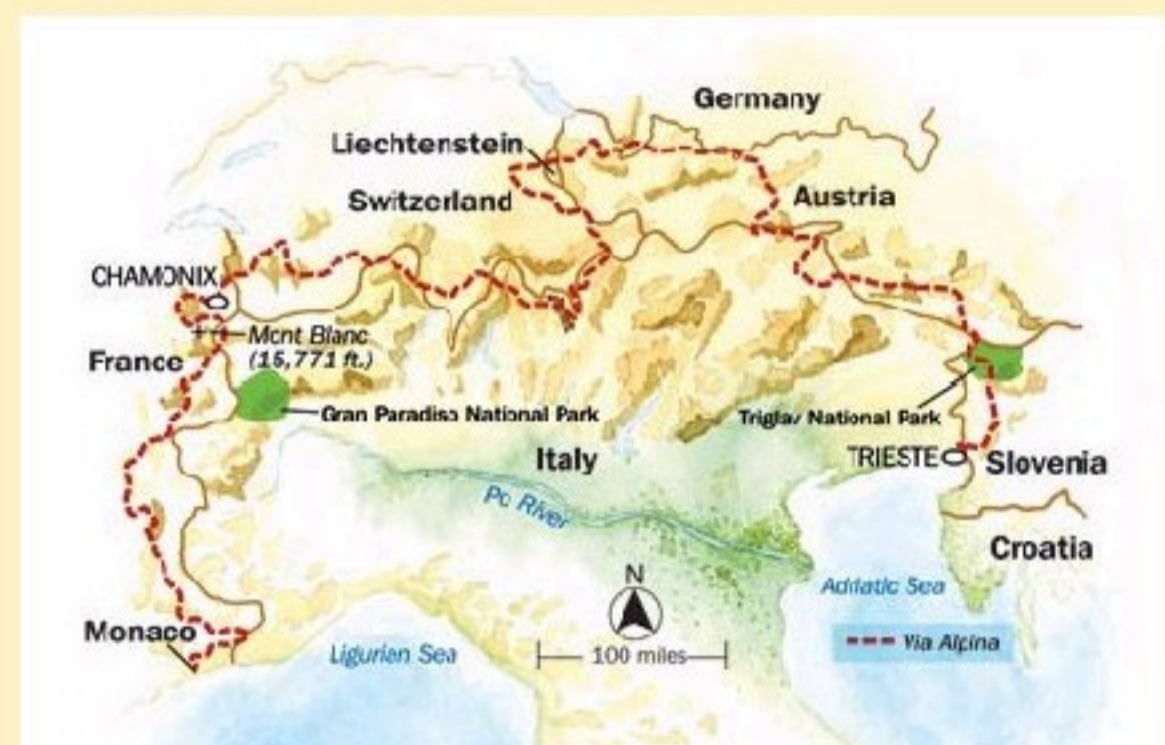 Germany
Liechtenstein
Switzerland
Austria
CHAMONIX
Mont Blanc
(15,771 ft.)
France
Gran Paradiso National Park
Triglav National Park
Italy
TRIESTE
Slovenia
Po River
Croatia
N
Adriatic Sea
Monaco
Ligurian Sea
100 miles
Via Alpina